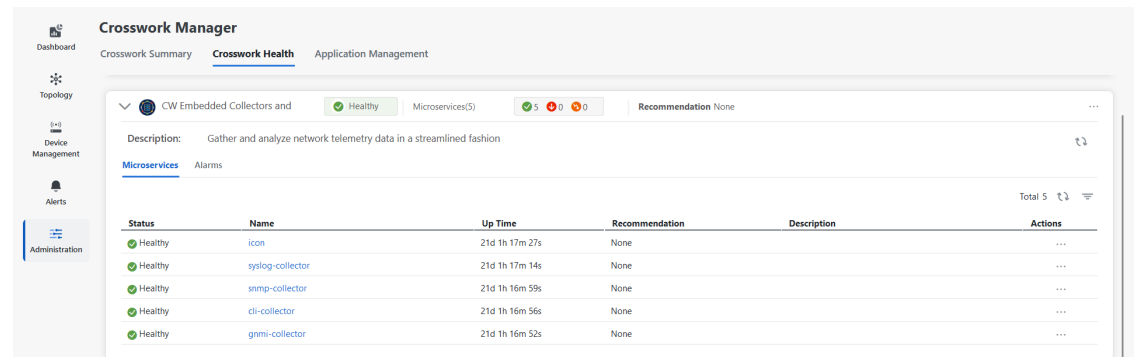 Crosswork Manager
Crosswork Summary Crosswork Health Application Management
Dashboard
Topology
Device
Management
Alerts
Administration
CW Embedded Collectors and Healthy Microservices(5) 5 0 0 Recommendation None ...
Description: Gather and analyze network telemetry data in a streamlined fashion
Microservices Alarms
Total 5
Status Name Up Time Recommendation Description Actions
Healthy icon 21d 1h 17m 27s None ...
Healthy syslog-collector 21d 1h 17m 14s None ...
Healthy snmp-collector 21d 1h 16m 59s None ...
Healthy cli-collector 21d 1h 16m 56s None ...
Healthy gnmi-collector 21d 1h 16m 52s None ...